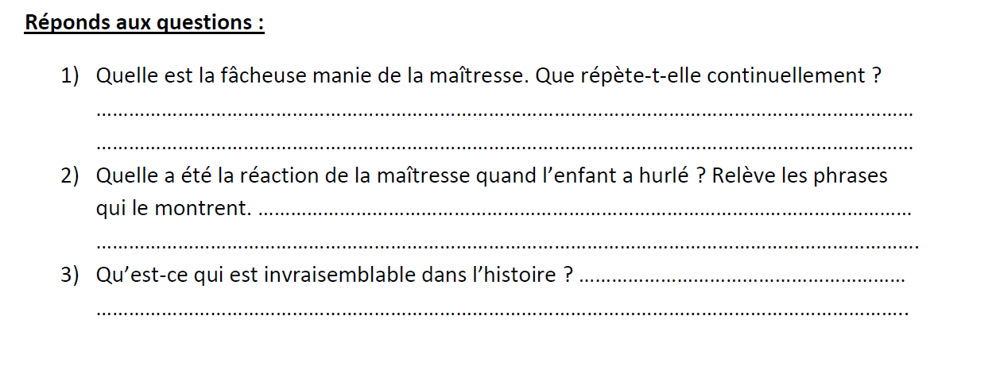 Réponds aux questions :
1) Quelle est la fâcheuse manie de la maîtresse. Que répète-t-elle continuellement ?
……………………………………………………………………………………………………………………………………
……………………………………………………………………………………………………………………………………
2) Quelle a été la réaction de la maîtresse quand l’enfant a hurlé ? Relève les phrases
qui le montrent. …………………………………………………………………………………………………………
…………………………………………………………………………………………………………………………………….
3) Qu’est-ce qui est invraisemblable dans l’histoire ? ……………………………………………………
…………………………………………………………………………………………………………………………………..